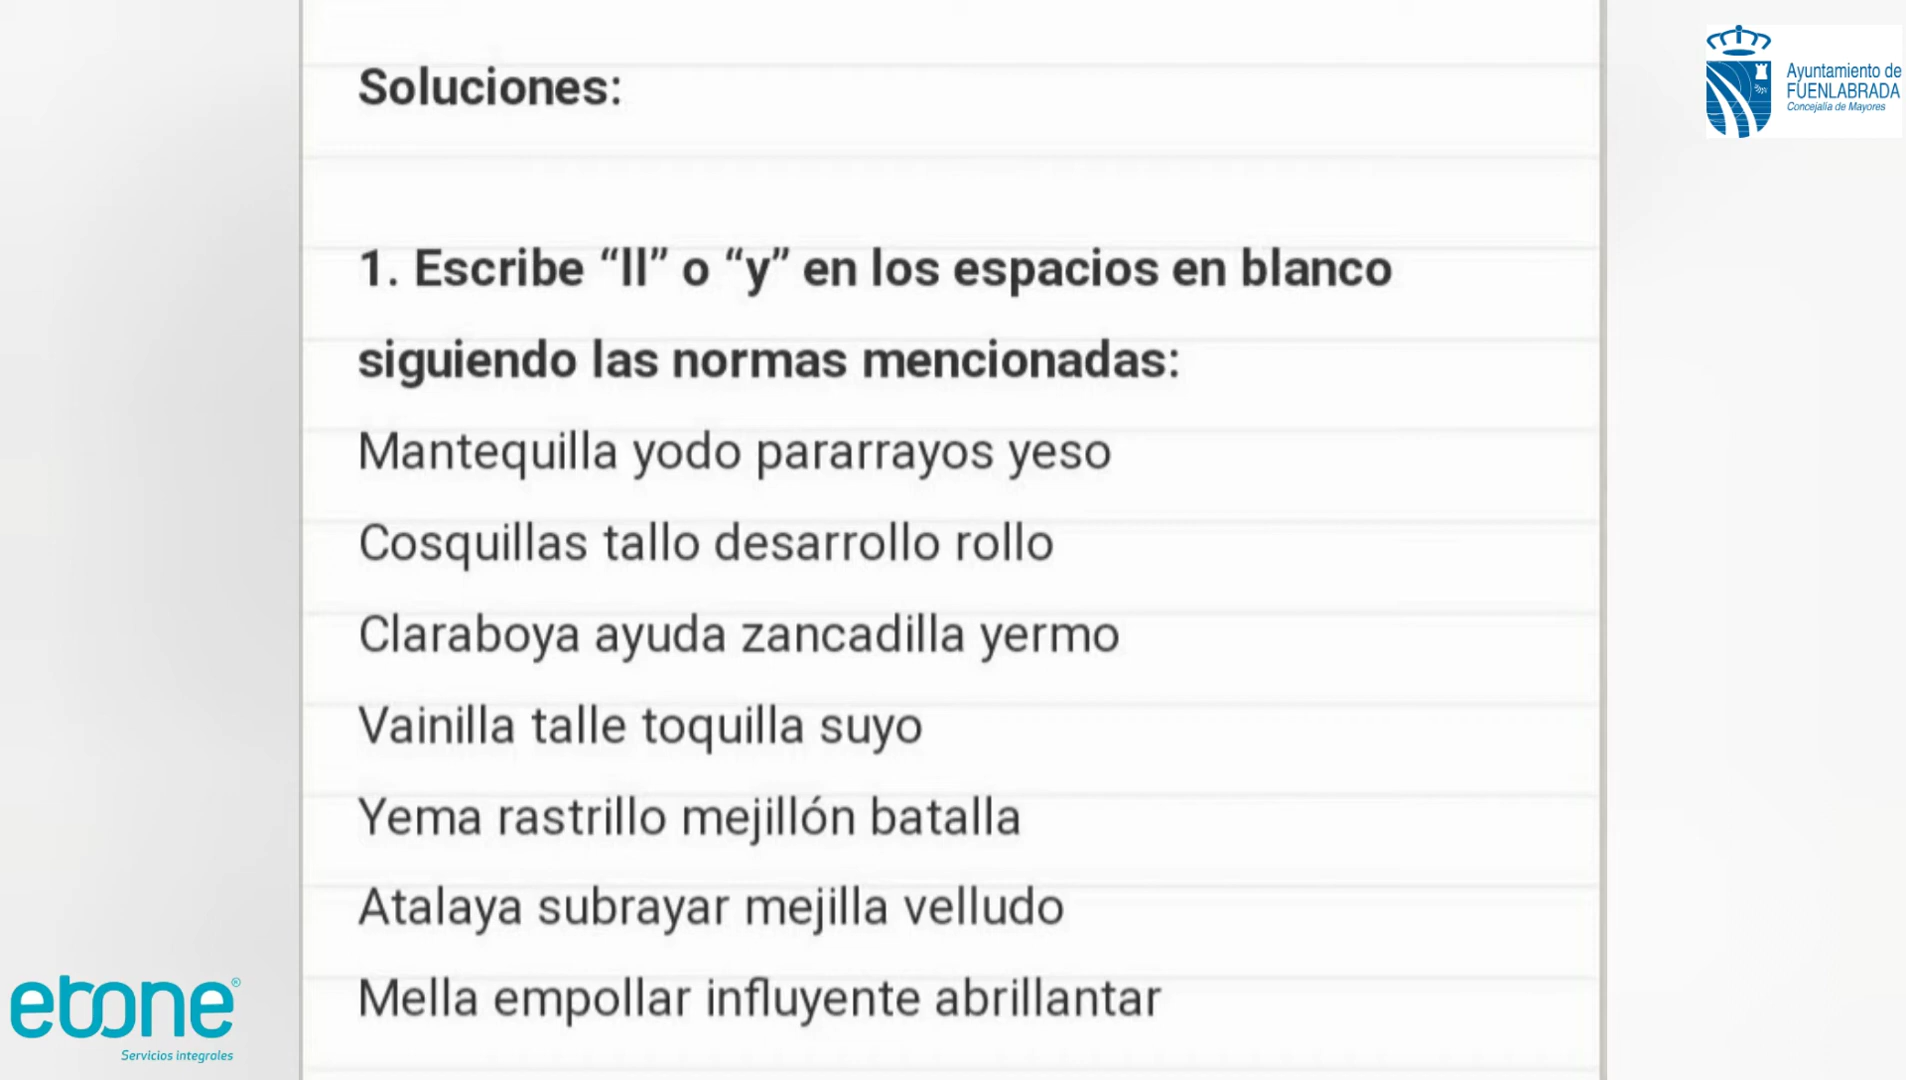 Soluciones:
Ayuntamiento de
FUENLABRADA
Concejalía de Mayores
1. Escribe “ll” o “y” en los espacios en blanco
siguiendo las normas mencionadas:
Mantequilla yodo pararrayos yeso
Cosquillas tallo desarrollo rollo
Claraboya ayuda zancadilla yermo
Vainilla talle toquilla suyo
Yema rastrillo mejillón batalla
Atalaya subrayar mejilla velludo
Mella empollar influyente abrillantar
ebone®
Servicios integrales